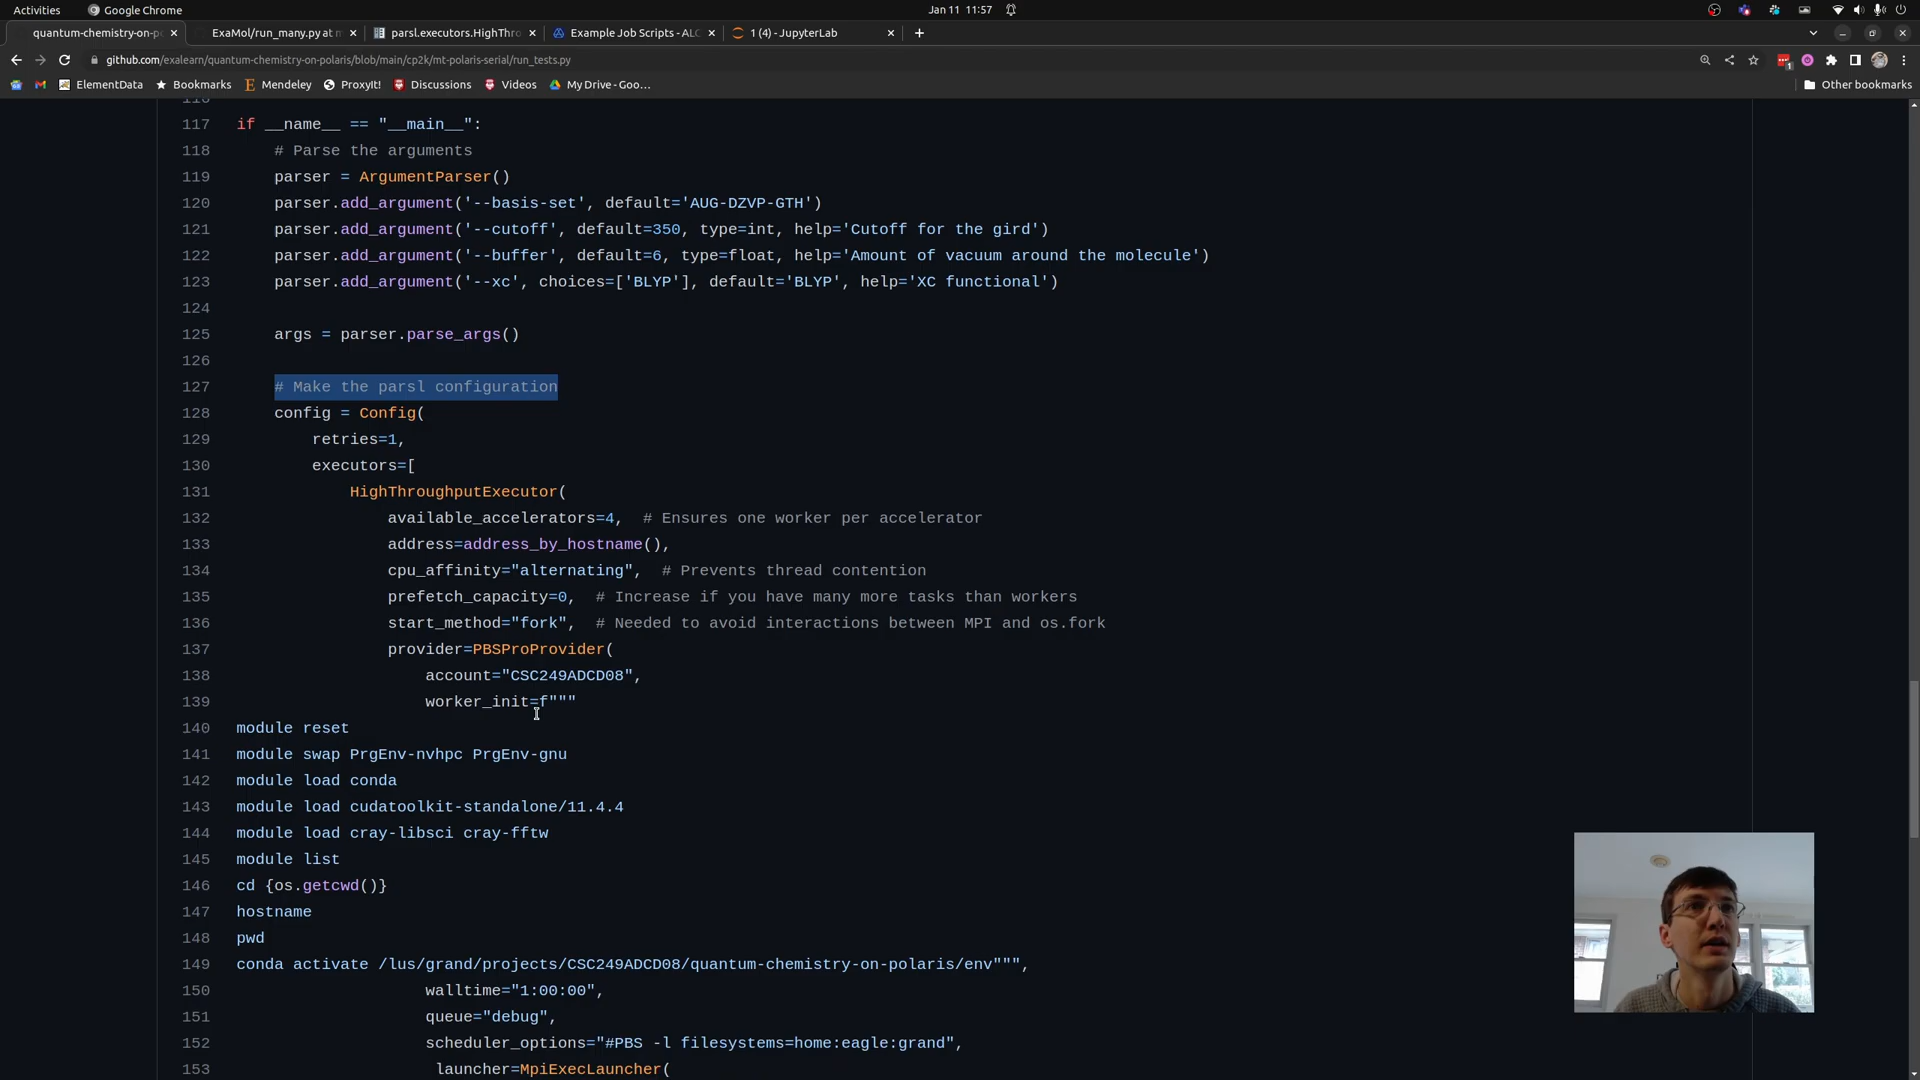 Activities
Google Chrome
Jan 11 11:57
quantum-chemistry-on-p
ExaMol/run_many.py at m
parsl.executors.HighThro
Example Job Scripts - ALC
1 (4) - JupyterLab
github.com/exalearn/quantum-chemistry-on-polaris/blob/main/cp2k/mt-polaris-serial/run_tests.py
ElementData
Bookmarks
Mendeley
ProxyIt!
Discussions
Videos
My Drive - Goo…
Other bookmarks
116
117 if __name__ == "__main__":
118 # Parse the arguments
119 parser = ArgumentParser()
120 parser.add_argument('--basis-set', default='AUG-DZVP-GTH')
121 parser.add_argument('--cutoff', default=350, type=int, help='Cutoff for the gird')
122 parser.add_argument('--buffer', default=6, type=float, help='Amount of vacuum around the molecule')
123 parser.add_argument('--xc', choices=['BLYP'], default='BLYP', help='XC functional')
124
125 args = parser.parse_args()
126
127 # Make the parsl configuration
128 config = Config(
129 retries=1,
130 executors=[
131 HighThroughputExecutor(
132 available_accelerators=4,  # Ensures one worker per accelerator
133 address=address_by_hostname(),
134 cpu_affinity="alternating",  # Prevents thread contention
135 prefetch_capacity=0,  # Increase if you have many more tasks than workers
136 start_method="fork",  # Needed to avoid interactions between MPI and os.fork
137 provider=PBSProProvider(
138 account="CSC249ADCD08",
139 worker_init=f"""
140 module reset
141 module swap PrgEnv-nvhpc PrgEnv-gnu
142 module load conda
143 module load cudatoolkit-standalone/11.4.4
144 module load cray-libsci cray-fftw
145 module list
146 cd {os.getcwd()}
147 hostname
148 pwd
149 conda activate /lus/grand/projects/CSC249ADCD08/quantum-chemistry-on-polaris/env""",
150 walltime="1:00:00",
151 queue="debug",
152 scheduler_options="#PBS -l filesystems=home:eagle:grand",
153 launcher=MpiExecLauncher(